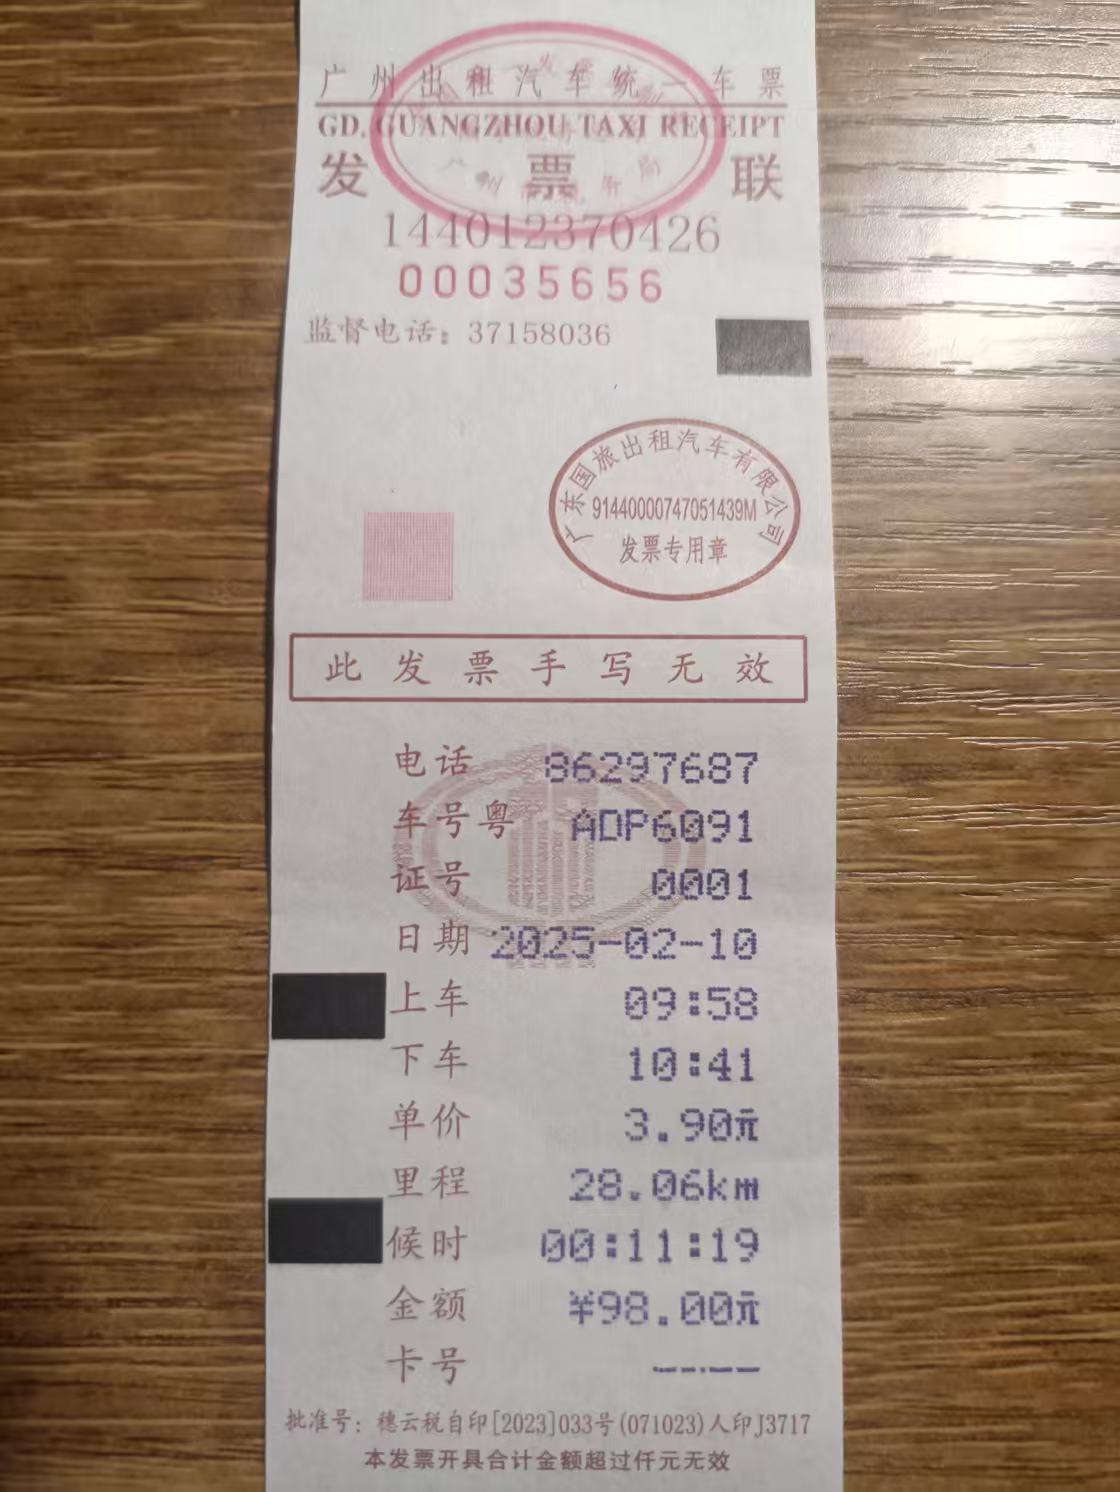 广州出租汽车统一车票
GD. GUANGZHOU TAXI RECEIPT
发票联
144012370426
00035656
监督电话：37158036
广东国旅出租汽车有限公司
91440000747051439M
发票专用章
此发票手写无效
电话 86297687
车号粤 ADP6091
证号 0001
日期 2025-02-10
上车 09:58
下车 10:41
单价 3.90元
里程 28.06km
候时 00:11:19
金额 ¥98.00元
卡号 -----
批准号：穗云税自印[2023]033号(071023)人印J3717
本发票开具合计金额超过仟元无效